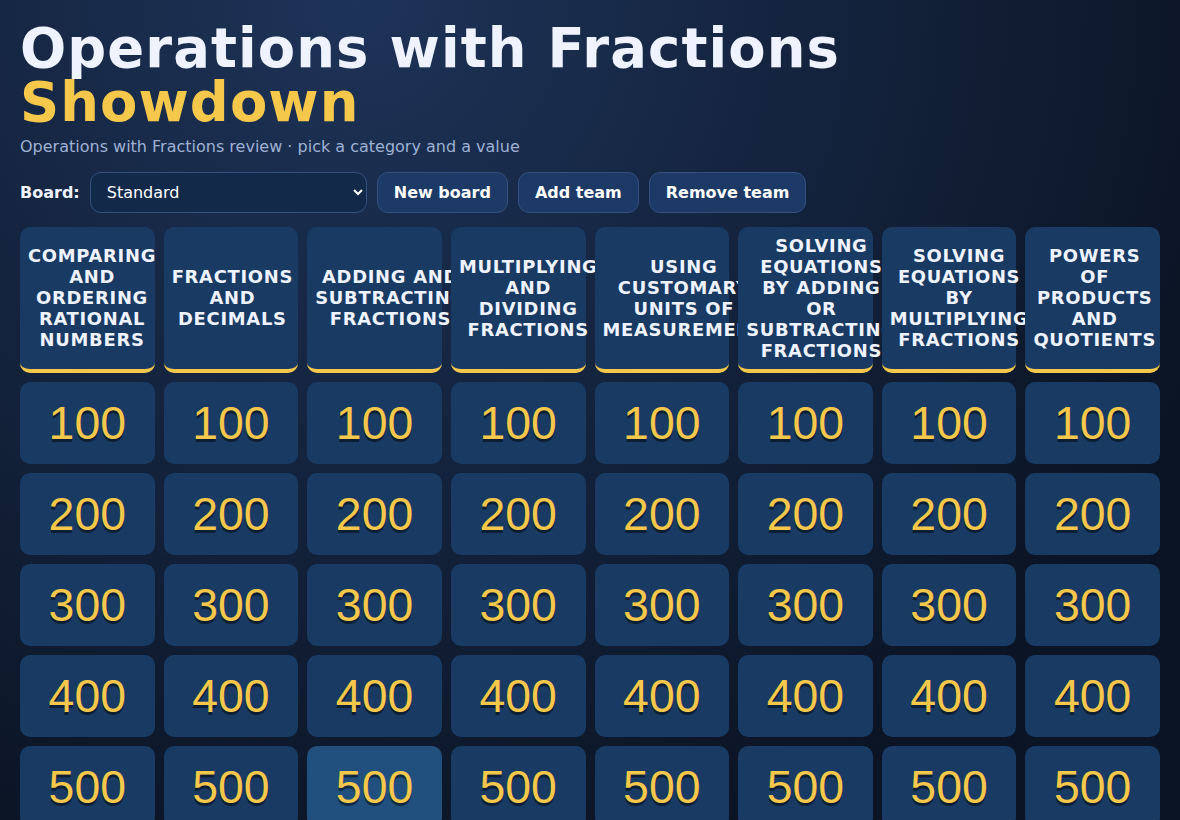 Operations with Fractions
Showdown
Operations with Fractions review · pick a category and a value
Board: Standard New board Add team Remove team
COMPARING
AND
ORDERING
RATIONAL
NUMBERS
FRACTIONS
AND
DECIMALS
ADDING AND
SUBTRACTIN
FRACTIONS
MULTIPLYING
AND
DIVIDING
FRACTIONS
USING
CUSTOMARY
UNITS OF
MEASUREME
SOLVING
EQUATIONS
BY ADDING
OR
SUBTRACTIN
FRACTIONS
SOLVING
EQUATIONS
BY
MULTIPLYING
FRACTIONS
POWERS
OF
PRODUCTS
AND
QUOTIENTS
100 100 100 100 100 100 100 100
200 200 200 200 200 200 200 200
300 300 300 300 300 300 300 300
400 400 400 400 400 400 400 400
500 500 500 500 500 500 500 500